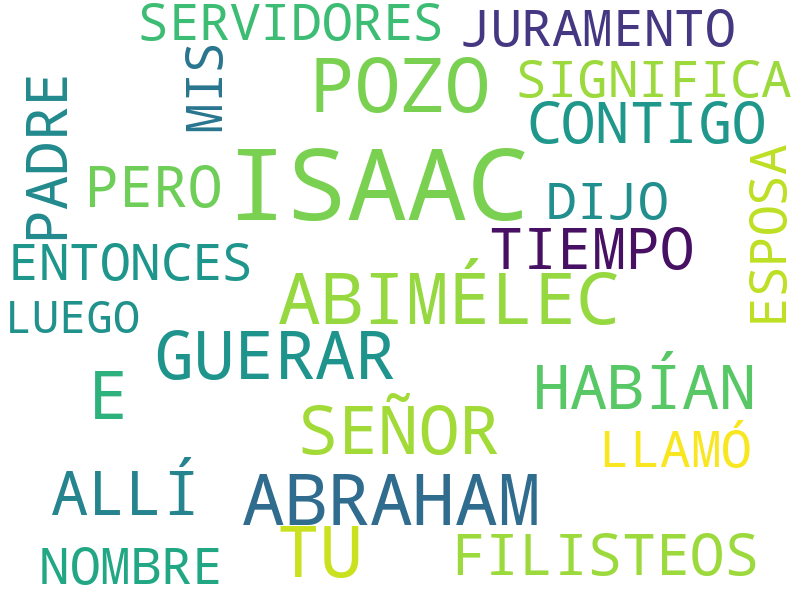 SERVIDORES
JURAMENTO
MIS
POZO
SIGNIFICA
PADRE
CONTIGO
PERO
ISAAC
DIJO
ESPOSA
TIEMPO
ENTONCES
ABIMÉLEC
LUEGO
GUERAR
E
HABÍAN
SEÑOR
LLAMÓ
ALLÍ
ABRAHAM
TU
FILISTEOS
NOMBRE